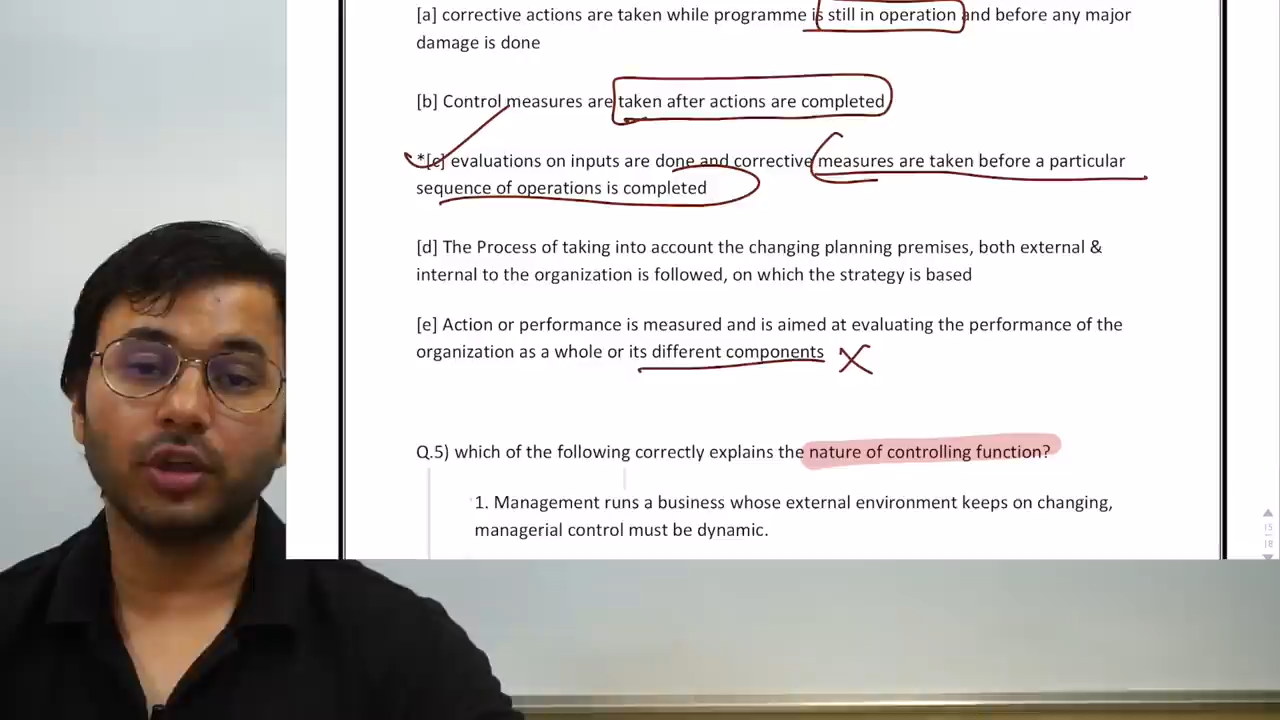 [a] corrective actions are taken while programme is still in operation and before any major
damage is done
[b] Control measures are taken after actions are completed
*[c] evaluations on inputs are done and corrective measures are taken before a particular
sequence of operations is completed
[d] The Process of taking into account the changing planning premises, both external &
internal to the organization is followed, on which the strategy is based
[e] Action or performance is measured and is aimed at evaluating the performance of the
organization as a whole or its different components
Q.5) which of the following correctly explains the nature of controlling function?
1. Management runs a business whose external environment keeps on changing,
managerial control must be dynamic.
15
18